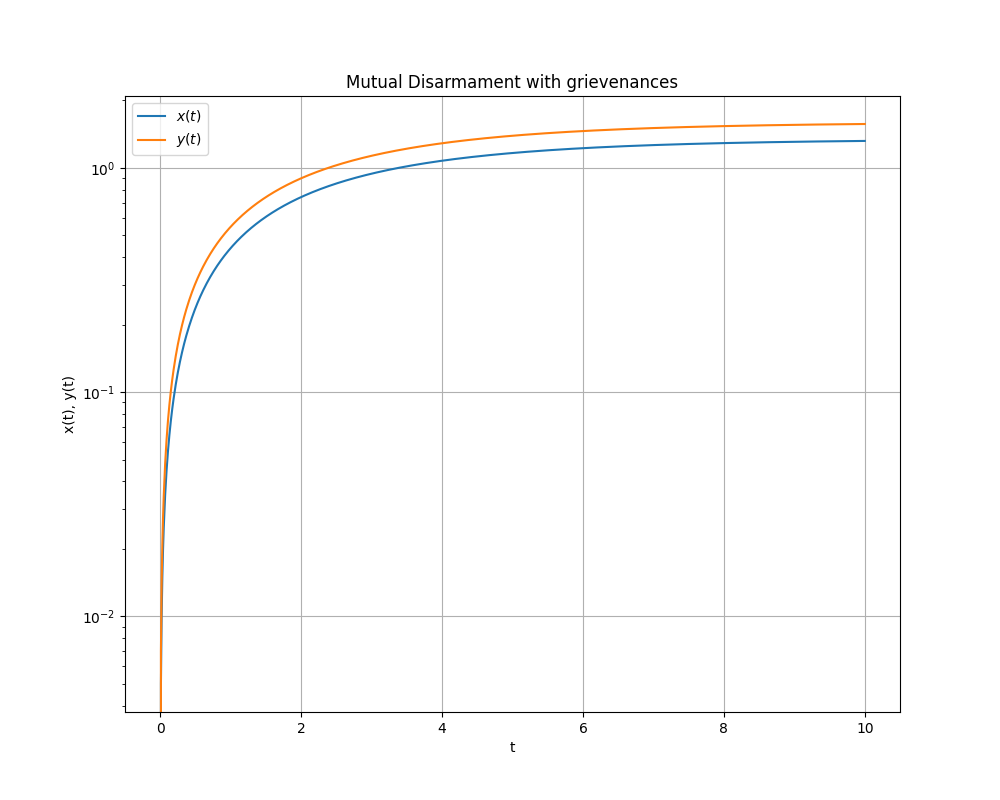 Mutual Disarmament with grievenances
x(t)
y(t)
10⁰
10⁻¹
10⁻²
x(t), y(t)
0 2 4 6 8 10
t